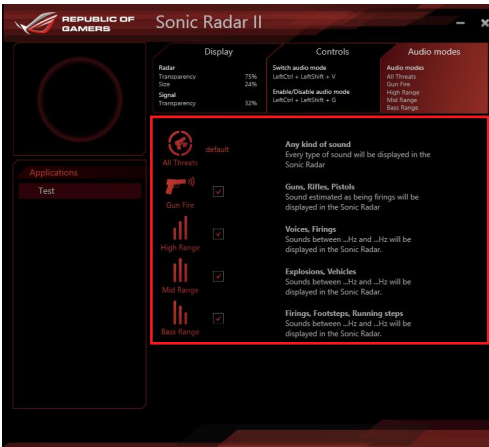 REPUBLIC OF
GAMERS
Sonic Radar II
Display
Radar
Transparency 75%
Size 24%
Signal
Transparency 32%
Controls
Switch audio mode
LeftCtrl + LeftShift + V
Enable/Disable audio mode
LeftCtrl + LeftShift + G
Audio modes
Audio modes
All Threats
Gun Fire
High Range
Mid Range
Bass Range
Applications
Test
All Threats
default
Any kind of sound
Every type of sound will be displayed in the
Sonic Radar
Gun Fire
Guns, Rifles, Pistols
Sound estimated as being firings will be
displayed in the Sonic Radar
High Range
Voices, Firings
Sounds between ...Hz and ...Hz will be
displayed in the Sonic Radar.
Mid Range
Explosions, Vehicles
Sounds between ...Hz and ...Hz will be
displayed in the Sonic Radar.
Bass Range
Firings, Footsteps, Running steps
Sounds between ...Hz and ...Hz will be
displayed in the Sonic Radar.